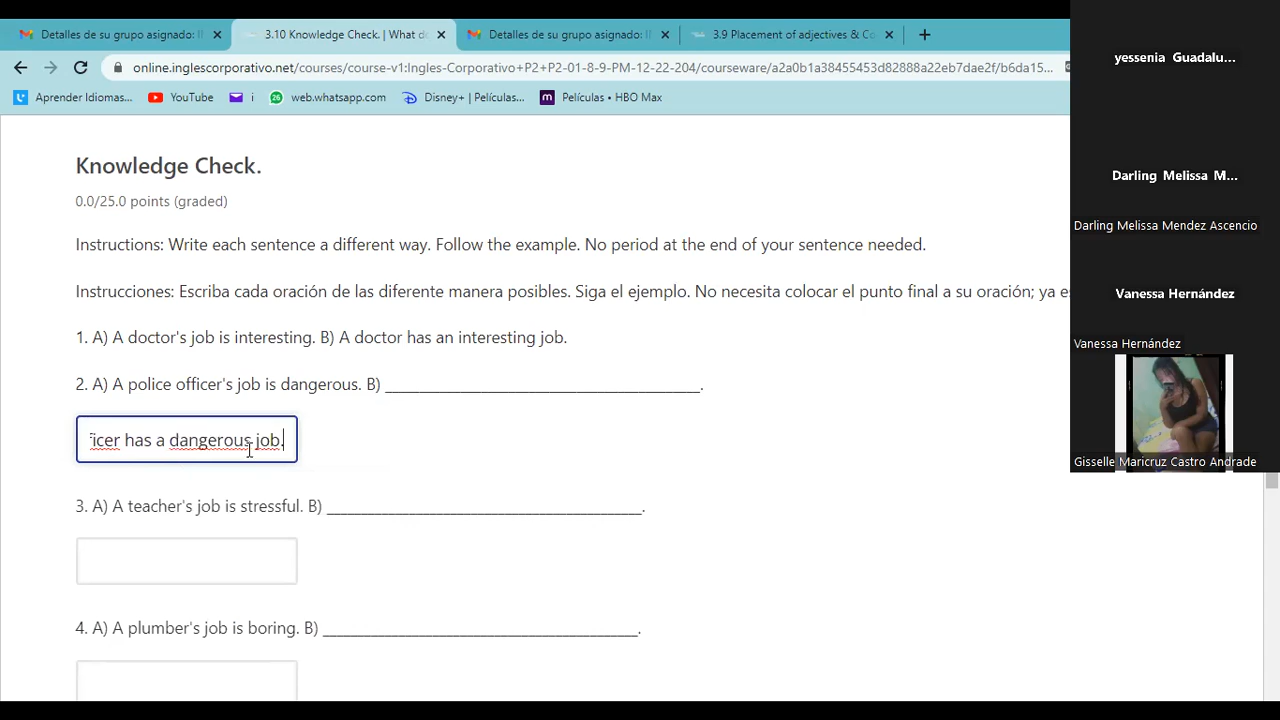 Detalles de su grupo asignado: I
3.10 Knowledge Check. | What d
Detalles de su grupo asignado: I
3.9 Placement of adjectives & Co
online.inglescorporativo.net/courses/course-v1:Ingles-Corporativo+P2+P2-01-8-9-PM-12-22-204/courseware/a2a0b1a38455453d82888a22eb7dae2f/b6da15...
Aprender Idiomas...
YouTube
i
web.whatsapp.com
Disney+ | Películas...
Películas • HBO Max
Knowledge Check.
0.0/25.0 points (graded)
Instructions: Write each sentence a different way. Follow the example. No period at the end of your sentence needed.
Instrucciones: Escriba cada oración de las diferente manera posibles. Siga el ejemplo. No necesita colocar el punto final a su oración; ya es
1. A) A doctor's job is interesting. B) A doctor has an interesting job.
2. A) A police officer's job is dangerous. B) ________________________________________.
ficer has a dangerous job.
3. A) A teacher's job is stressful. B) ________________________________________.
4. A) A plumber's job is boring. B) ________________________________________.
yessenia Guadalu...
Darling Melissa M...
Darling Melissa Mendez Ascencio
Vanessa Hernández
Vanessa Hernández
Gisselle Maricruz Castro Andrade